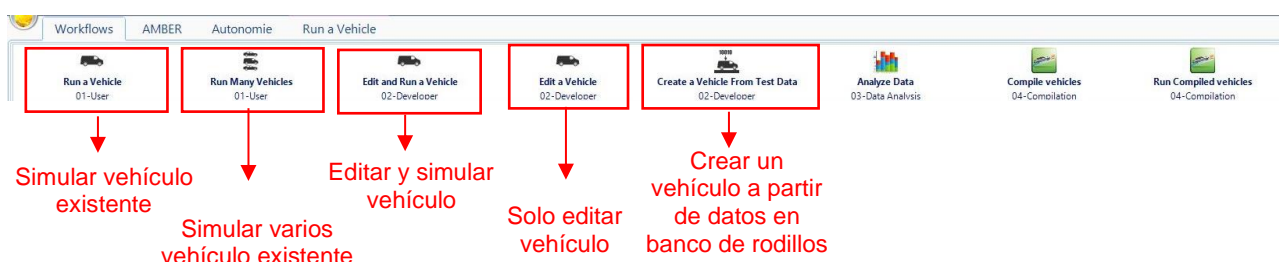 Workflows AMBER Autonomie Run a Vehicle
10010
Run a Vehicle
01-User
Run Many Vehicles
01-User
Edit and Run a Vehicle
02-Developer
Edit a Vehicle
02-Developer
Create a Vehicle From Test Data
02-Developer
Analyze Data
03-Data Analysis
Compile vehicles
04-Compilation
Run Compiled vehicles
04-Compilation
Simular vehículo
existente
Simular varios
vehículo existente
Editar y simular
vehículo
Solo editar
vehículo
Crear un
vehículo a partir
de datos en
banco de rodillos